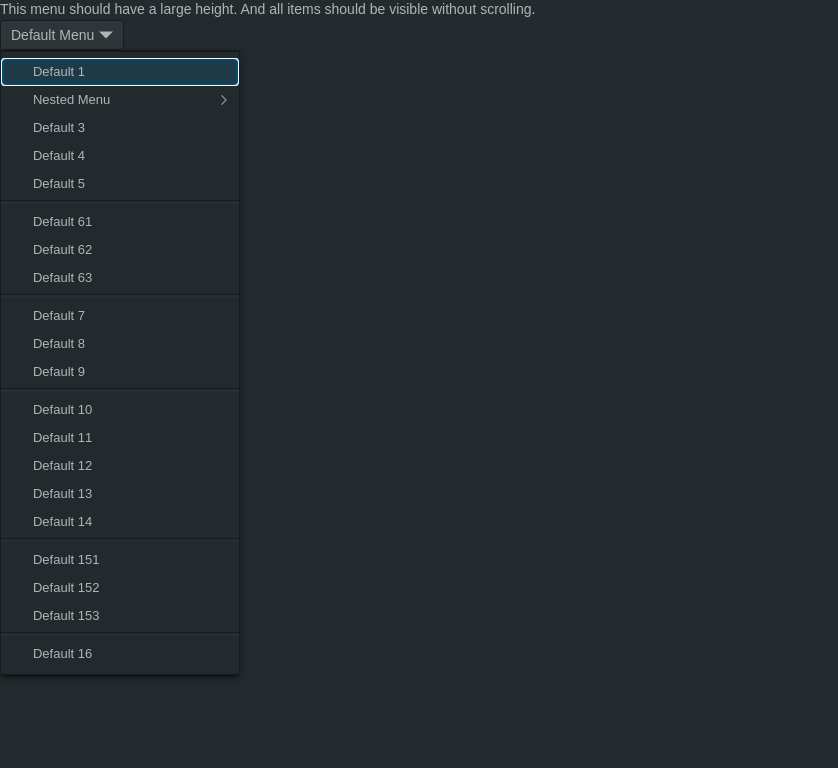 This menu should have a large height. And all items should be visible without scrolling.
Default Menu
Default 1
Nested Menu
Default 3
Default 4
Default 5
Default 61
Default 62
Default 63
Default 7
Default 8
Default 9
Default 10
Default 11
Default 12
Default 13
Default 14
Default 151
Default 152
Default 153
Default 16